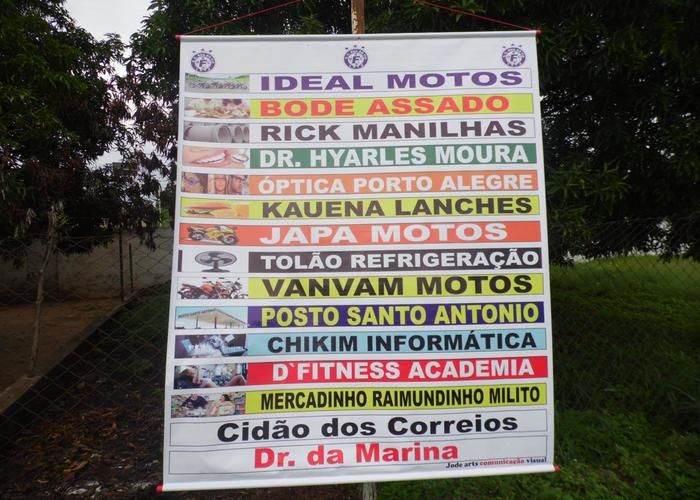 IDEAL MOTOS
BODE ASSADO
RICK MANILHAS
DR. HYARLES MOURA
ÓPTICA PORTO ALEGRE
KAUENA LANCHES
JAPA MOTOS
TOLÃO REFRIGERAÇÃO
VANVAM MOTOS
POSTO SANTO ANTONIO
CHIKIM INFORMÁTICA
D`FITNESS ACADEMIA
MERCADINHO RAIMUNDINHO MILITO
Cidão dos Correios
Dr. da Marina
Jode arts comunicação visual